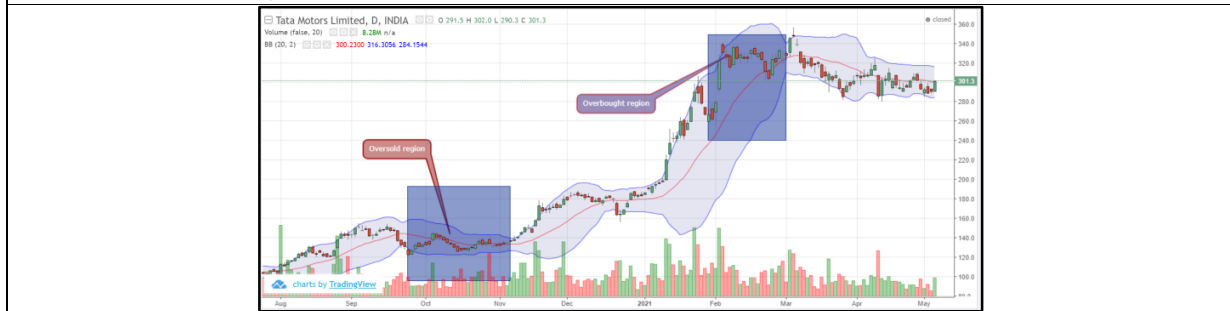 Tata Motors Limited, D, INDIA O 291.5 H 302.0 L 290.3 C 301.3
closed
Volume (false, 20) 8.28M n/a
BB (20, 2) 300.2300 316.3056 284.1544
360.0
340.0
320.0
301.3
280.0
260.0
240.0
220.0
200.0
180.0
160.0
140.0
120.0
100.0
Overbought region
Oversold region
charts by TradingView
Aug Sep Oct Nov Dec 2021 Feb Mar Apr May